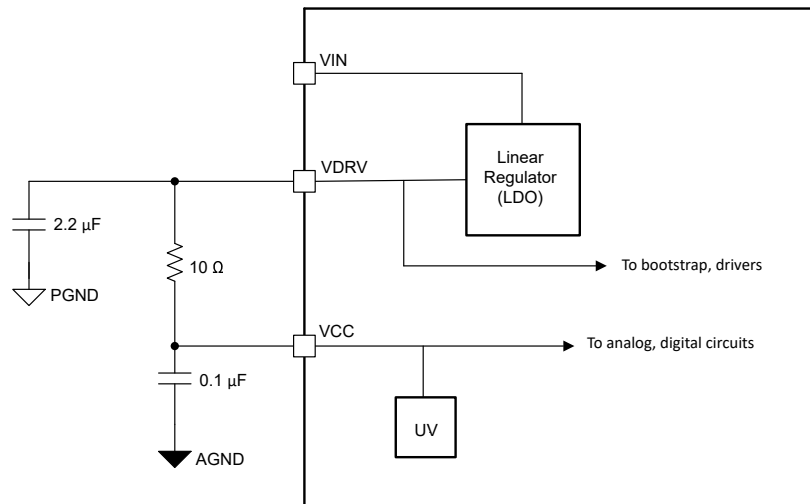 VIN
VDRV
Linear
Regulator
(LDO)
2.2 µF
To bootstrap, drivers
10 Ω
PGND
VCC
To analog, digital circuits
0.1 µF
UV
AGND